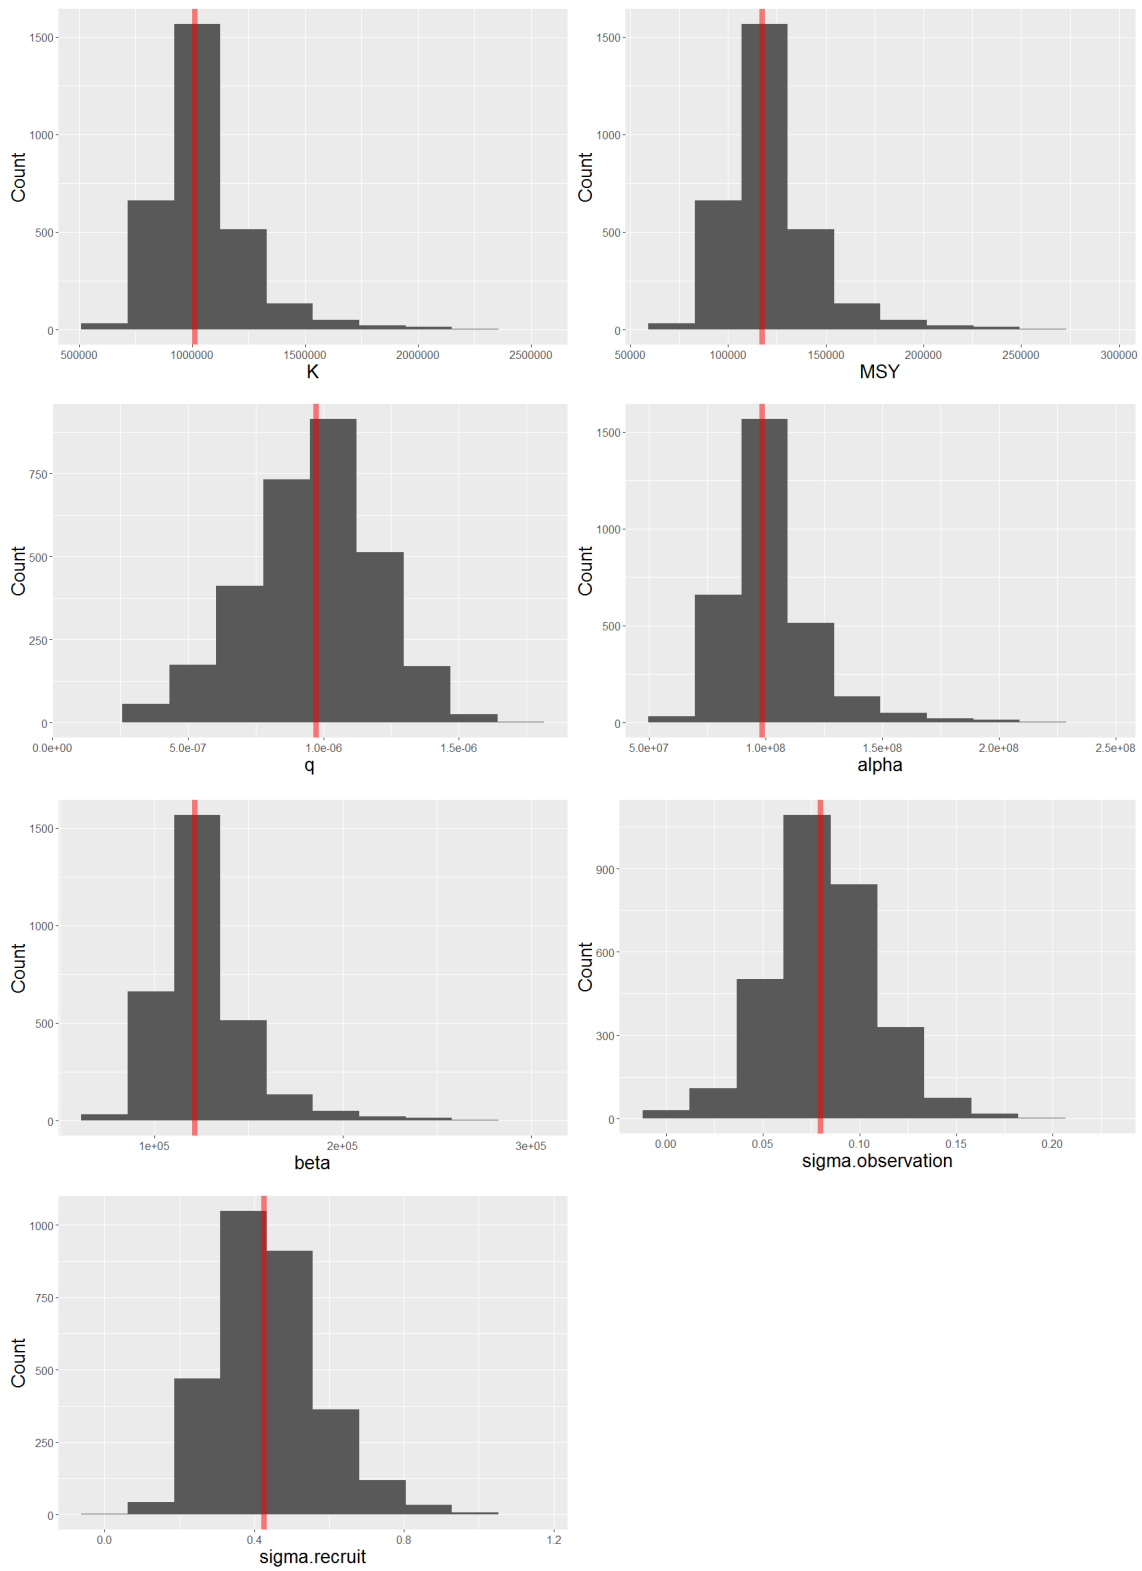 1500
1000
500
0
Count
500000 1000000 1500000 2000000 2500000
K
1500
1000
500
0
Count
50000 100000 150000 200000 250000 300000
MSY
750
500
250
0
Count
0.0e+00 5.0e-07 1.0e-06 1.5e-06
q
1500
1000
500
0
Count
5.0e+07 1.0e+08 1.5e+08 2.0e+08 2.5e+08
alpha
1500
1000
500
0
Count
1e+05 2e+05 3e+05
beta
900
600
300
0
Count
0.00 0.05 0.10 0.15 0.20
sigma.observation
1000
750
500
250
0
Count
0.0 0.4 0.8 1.2
sigma.recruit